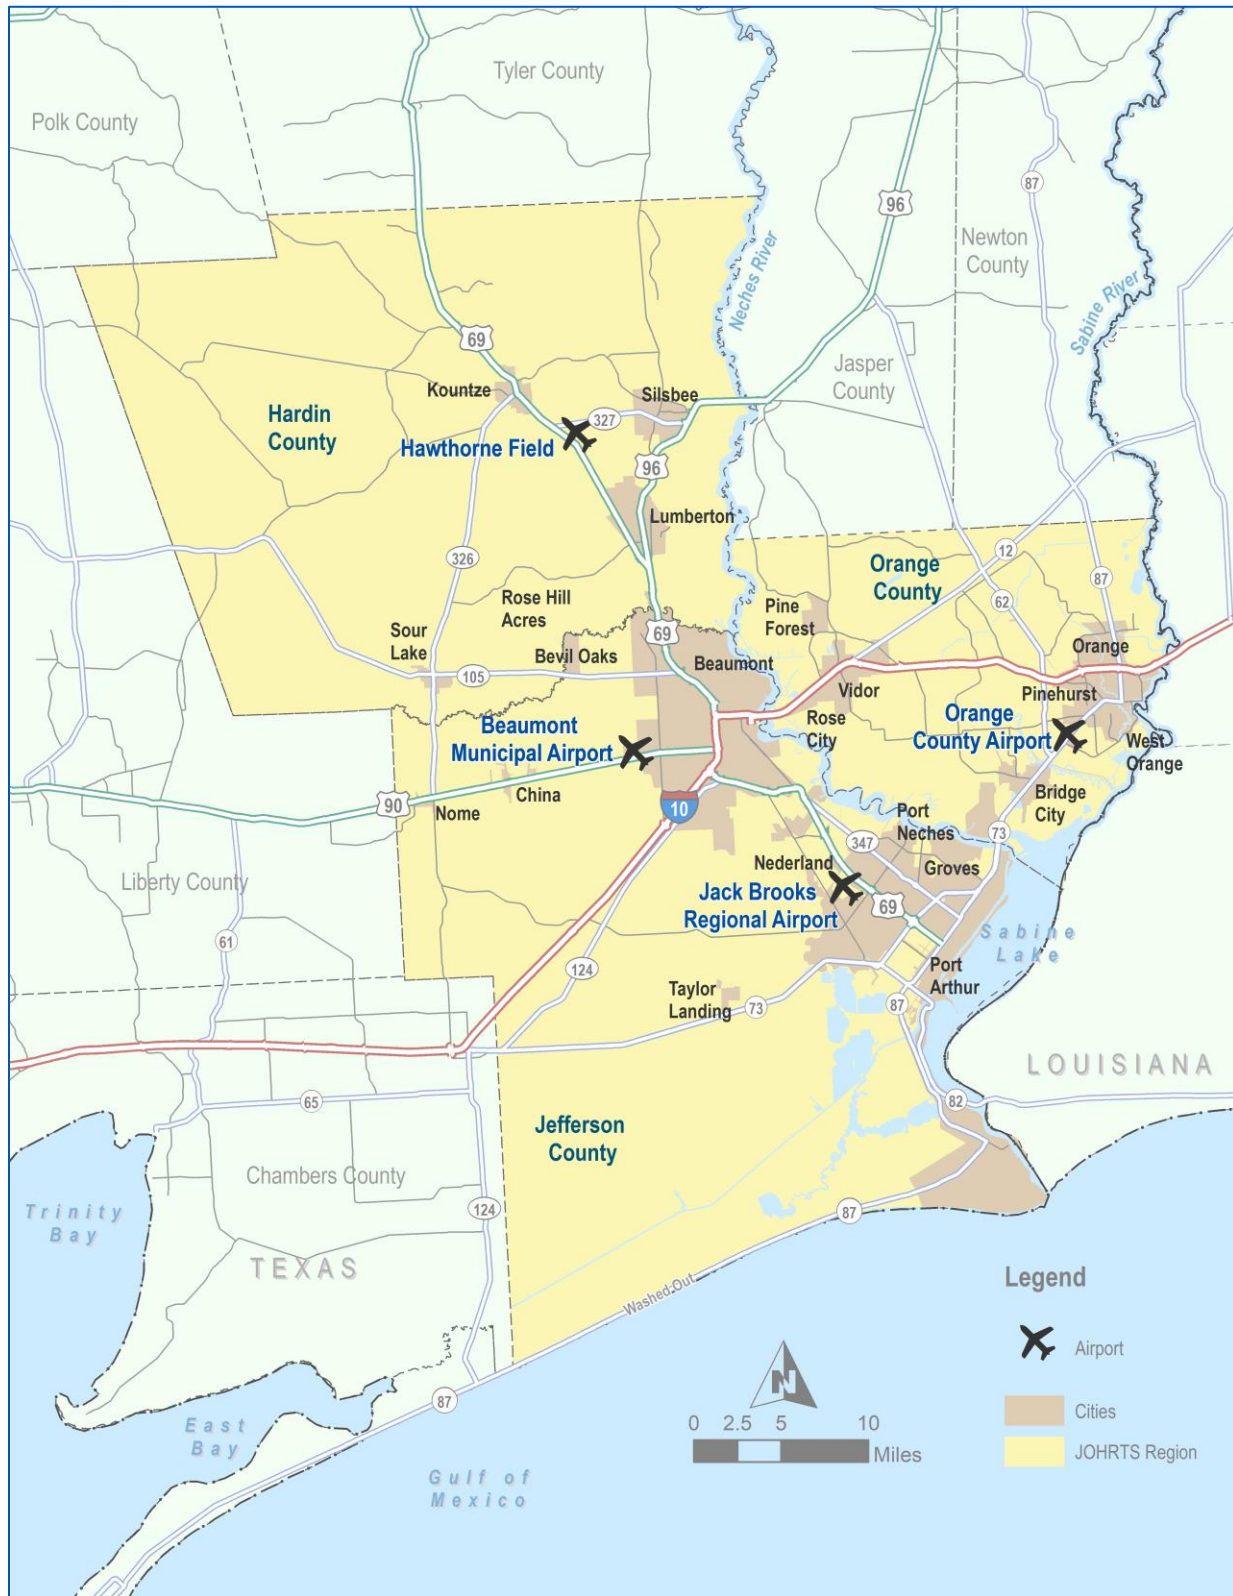 Tyler County
Polk County
87
96
Newton
County
Neches River
Sabine River
69
Jasper
County
Kountze
Silsbee
Hardin
County
327
Hawthorne Field
96
Lumberton
12
326
Orange
County
87
62
Rose Hill
Acres
Pine
Forest
Sour
Lake
69
Orange
Bevil Oaks
Beaumont
105
Vidor
Pinehurst
Beaumont
Municipal Airport
Rose
City
Orange
County Airport
West
Orange
90
Nome
China
10
Bridge
City
Port
Neches
73
347
Nederland
Groves
Liberty County
Jack Brooks
Regional Airport
69
61
Sabine
Lake
124
Port
Arthur
Taylor
Landing
73
87
LOUISIANA
65
82
Jefferson
County
Chambers County
Trinity
Bay
124
87
TEXAS
Washed Out
Legend
Airport
N
87
East
Bay
0 2.5 5 10
Miles
Cities
JOHRTS Region
Gulf of
Mexico